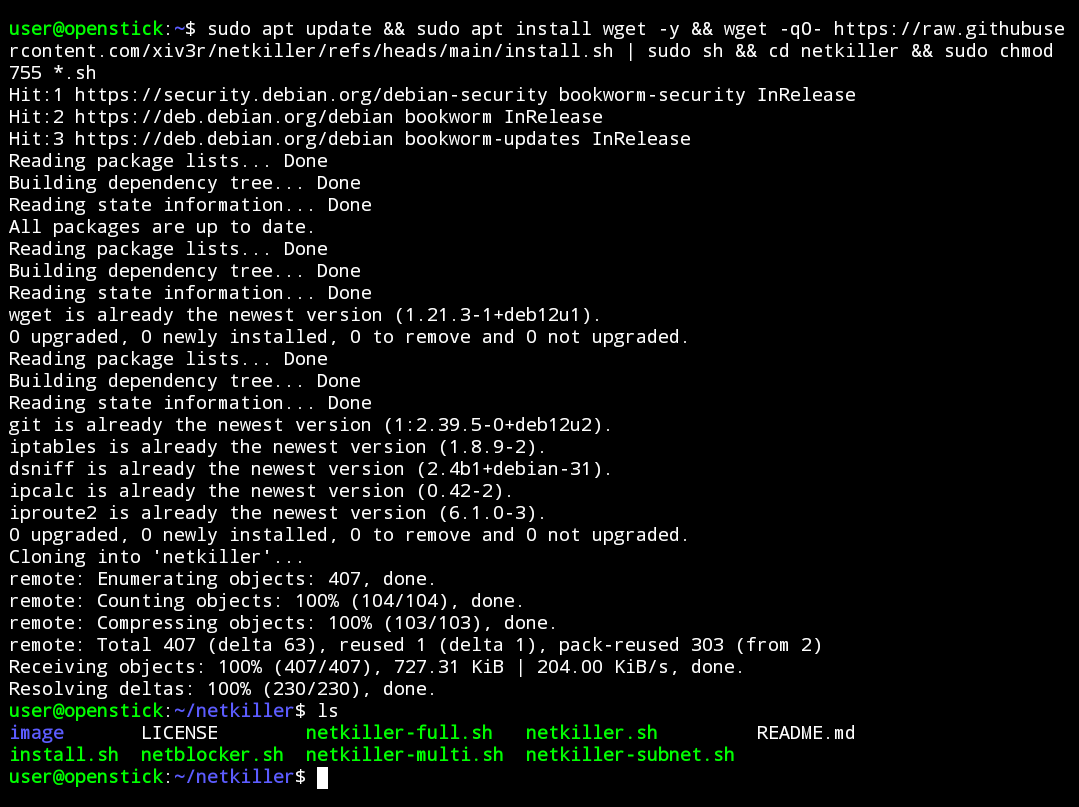 user@openstick:~$ sudo apt update && sudo apt install wget -y && wget -qO- https://raw.githubuse
rcontent.com/xiv3r/netkiller/refs/heads/main/install.sh | sudo sh && cd netkiller && sudo chmod
755 *.sh
Hit:1 https://security.debian.org/debian-security bookworm-security InRelease
Hit:2 https://deb.debian.org/debian bookworm InRelease
Hit:3 https://deb.debian.org/debian bookworm-updates InRelease
Reading package lists... Done
Building dependency tree... Done
Reading state information... Done
All packages are up to date.
Reading package lists... Done
Building dependency tree... Done
Reading state information... Done
wget is already the newest version (1.21.3-1+deb12u1).
0 upgraded, 0 newly installed, 0 to remove and 0 not upgraded.
Reading package lists... Done
Building dependency tree... Done
Reading state information... Done
git is already the newest version (1:2.39.5-0+deb12u2).
iptables is already the newest version (1.8.9-2).
dsniff is already the newest version (2.4b1+debian-31).
ipcalc is already the newest version (0.42-2).
iproute2 is already the newest version (6.1.0-3).
0 upgraded, 0 newly installed, 0 to remove and 0 not upgraded.
Cloning into 'netkiller'...
remote: Enumerating objects: 407, done.
remote: Counting objects: 100% (104/104), done.
remote: Compressing objects: 100% (103/103), done.
remote: Total 407 (delta 63), reused 1 (delta 1), pack-reused 303 (from 2)
Receiving objects: 100% (407/407), 727.31 KiB | 204.00 KiB/s, done.
Resolving deltas: 100% (230/230), done.
user@openstick:~/netkiller$ ls
image       LICENSE        netkiller-full.sh   netkiller.sh         README.md
install.sh  netblocker.sh  netkiller-multi.sh  netkiller-subnet.sh
user@openstick:~/netkiller$